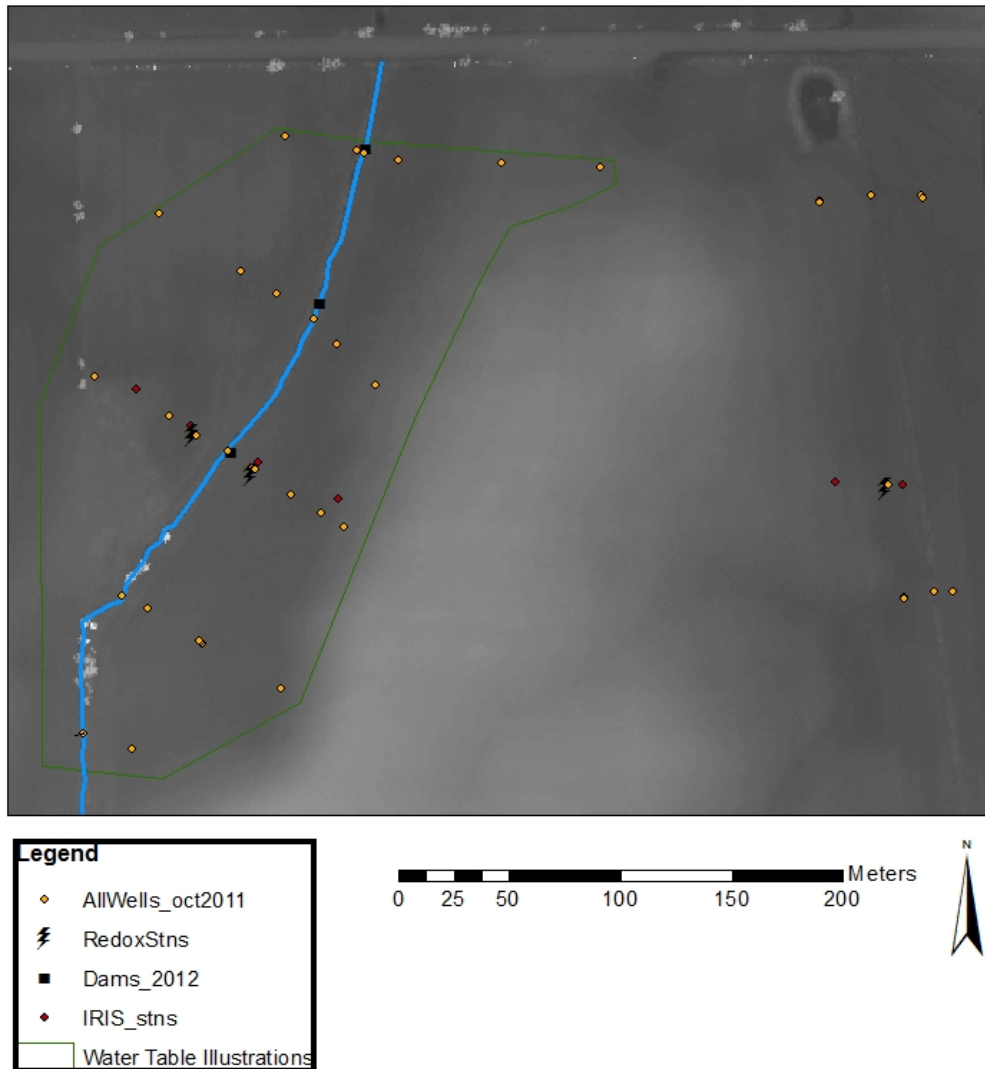 Legend
AllWells_oct2011
RedoxStns
Dams_2012
IRIS_stns
Water Table Illustrations
Meters
0 25 50 100 150 200
N